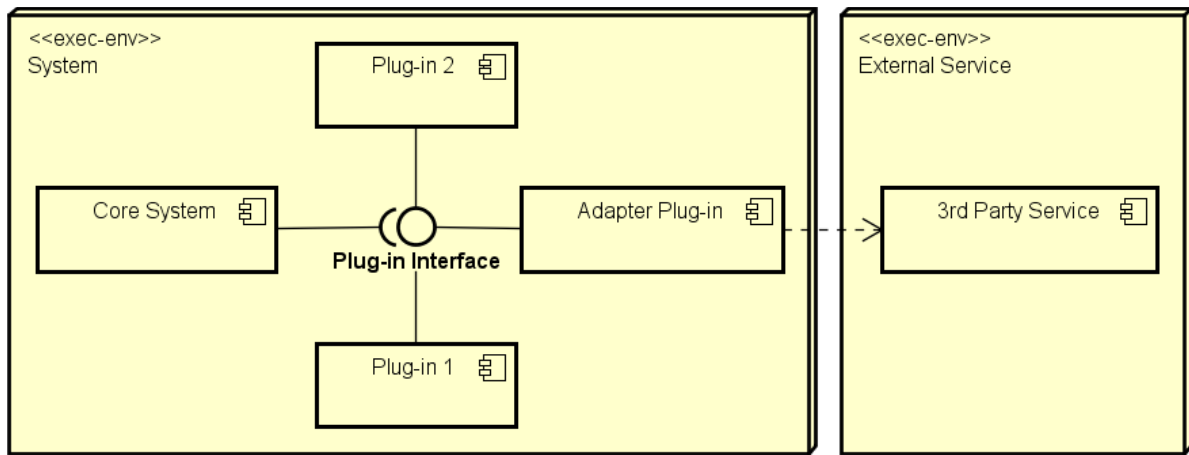 <<exec-env>>
System
Plug-in 2
Core System
Plug-in Interface
Adapter Plug-in
Plug-in 1
<<exec-env>>
External Service
3rd Party Service